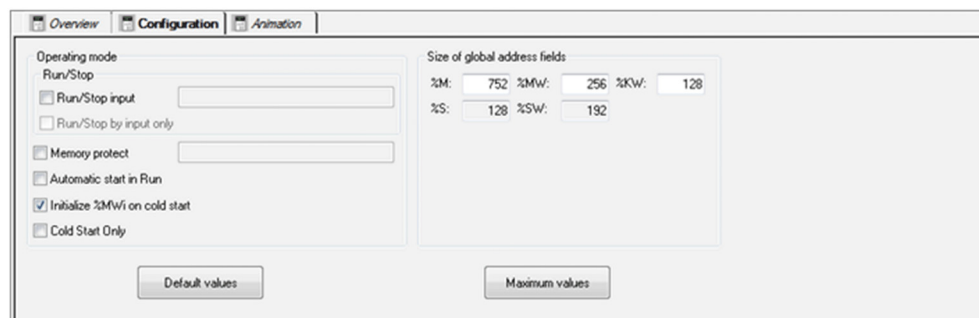 Overview Configuration Animation
Operating mode
Run/Stop
Run/Stop input
Run/Stop by input only
Memory protect
Automatic start in Run
Initialize %MWi on cold start
Cold Start Only
Default values
Size of global address fields
%M: 752 %MW: 256 %KW: 128
%S: 128 %SW: 192
Maximum values